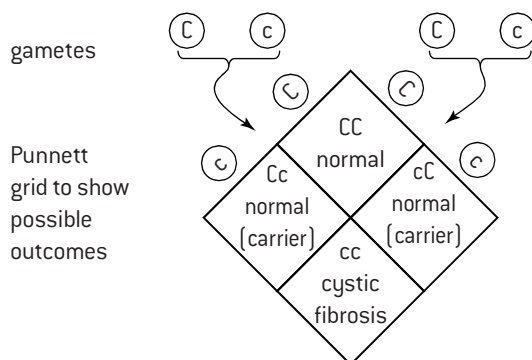 gametes
C c
C c
C
C
c
c
Punnett
grid to show
possible
outcomes
CC
normal
Cc
normal
(carrier)
cC
normal
(carrier)
cc
cystic
fibrosis